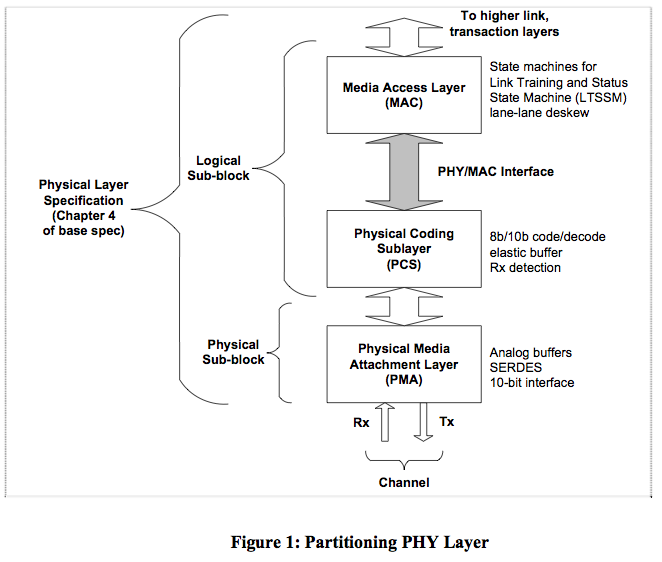 To higher link,
transaction layers
Media Access Layer
(MAC)
State machines for
Link Training and Status
State Machine (LTSSM)
lane-lane deskew
Logical
Sub-block
PHY/MAC Interface
Physical Layer
Specification
(Chapter 4
of base spec)
Physical Coding
Sublayer
(PCS)
8b/10b code/decode
elastic buffer
Rx detection
Physical
Sub-block
Physical Media
Attachment Layer
(PMA)
Analog buffers
SERDES
10-bit interface
Rx
Tx
Channel
Figure 1: Partitioning PHY Layer